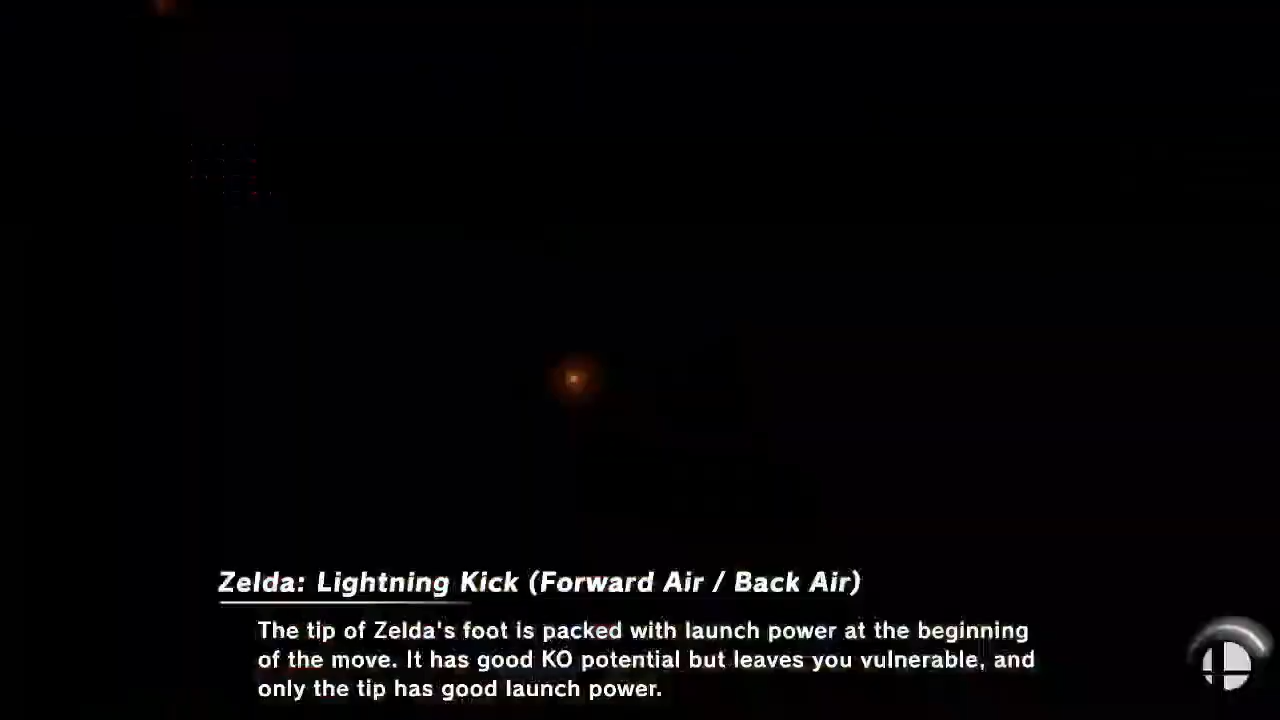 Zelda: Lightning Kick (Forward Air / Back Air)
The tip of Zelda's foot is packed with launch power at the beginning
of the move. It has good KO potential but leaves you vulnerable, and
only the tip has good launch power.